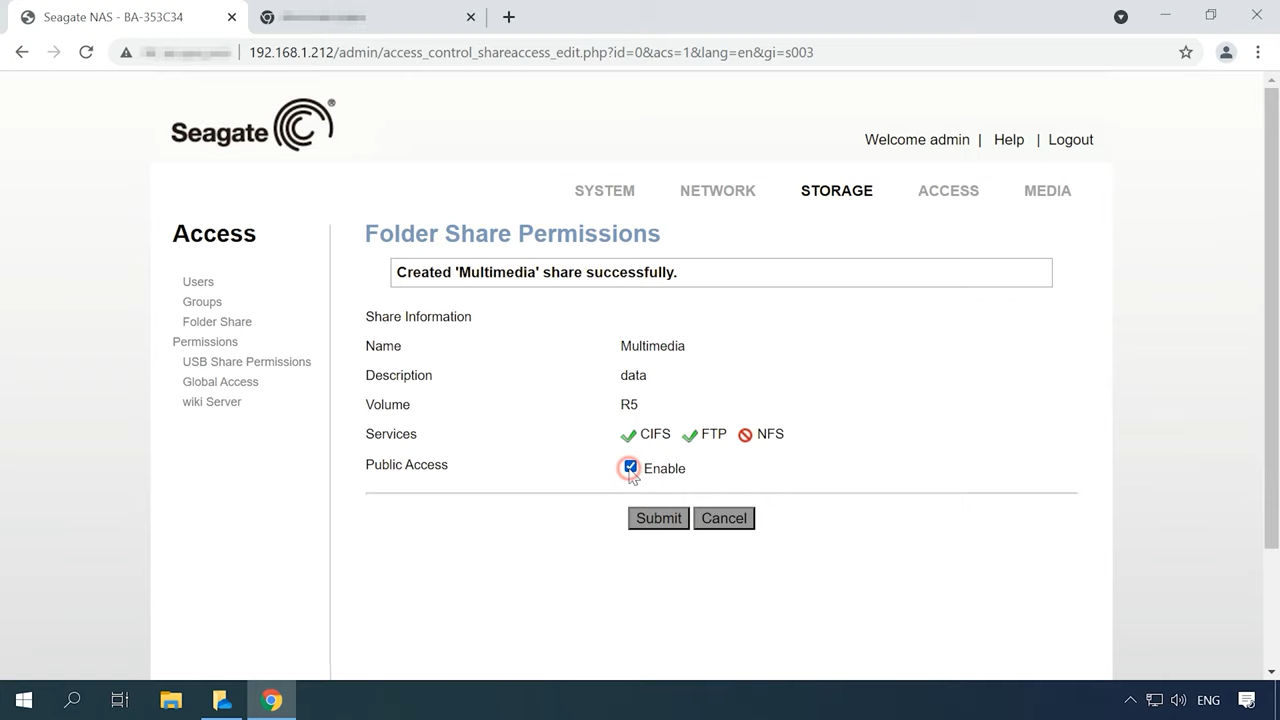 Seagate NAS - BA-353C34
192.168.1.212/admin/access_control_shareaccess_edit.php?id=0&acs=1&lang=en&gi=s003
Seagate
Welcome admin | Help | Logout
SYSTEM NETWORK STORAGE ACCESS MEDIA
Access
Users
Groups
Folder Share
Permissions
USB Share Permissions
Global Access
wiki Server
Folder Share Permissions
Created 'Multimedia' share successfully.
Share Information
Name Multimedia
Description data
Volume R5
Services CIFS FTP NFS
Public Access Enable
Submit Cancel
ENG